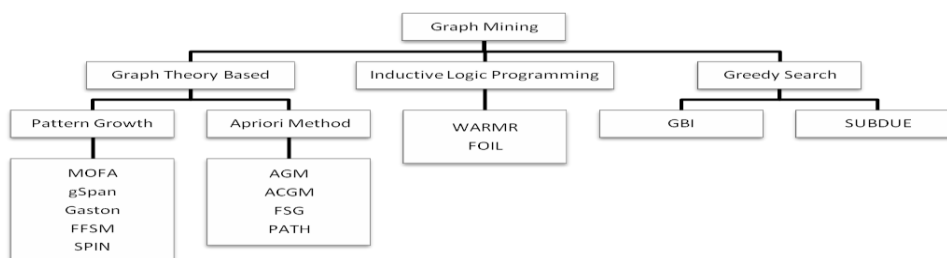 Graph Mining
Graph Theory Based
Inductive Logic Programming
Greedy Search
Pattern Growth
Apriori Method
WARMR
FOIL
GBI
SUBDUE
MOFA
gSpan
Gaston
FFSM
SPIN
AGM
ACGM
FSG
PATH